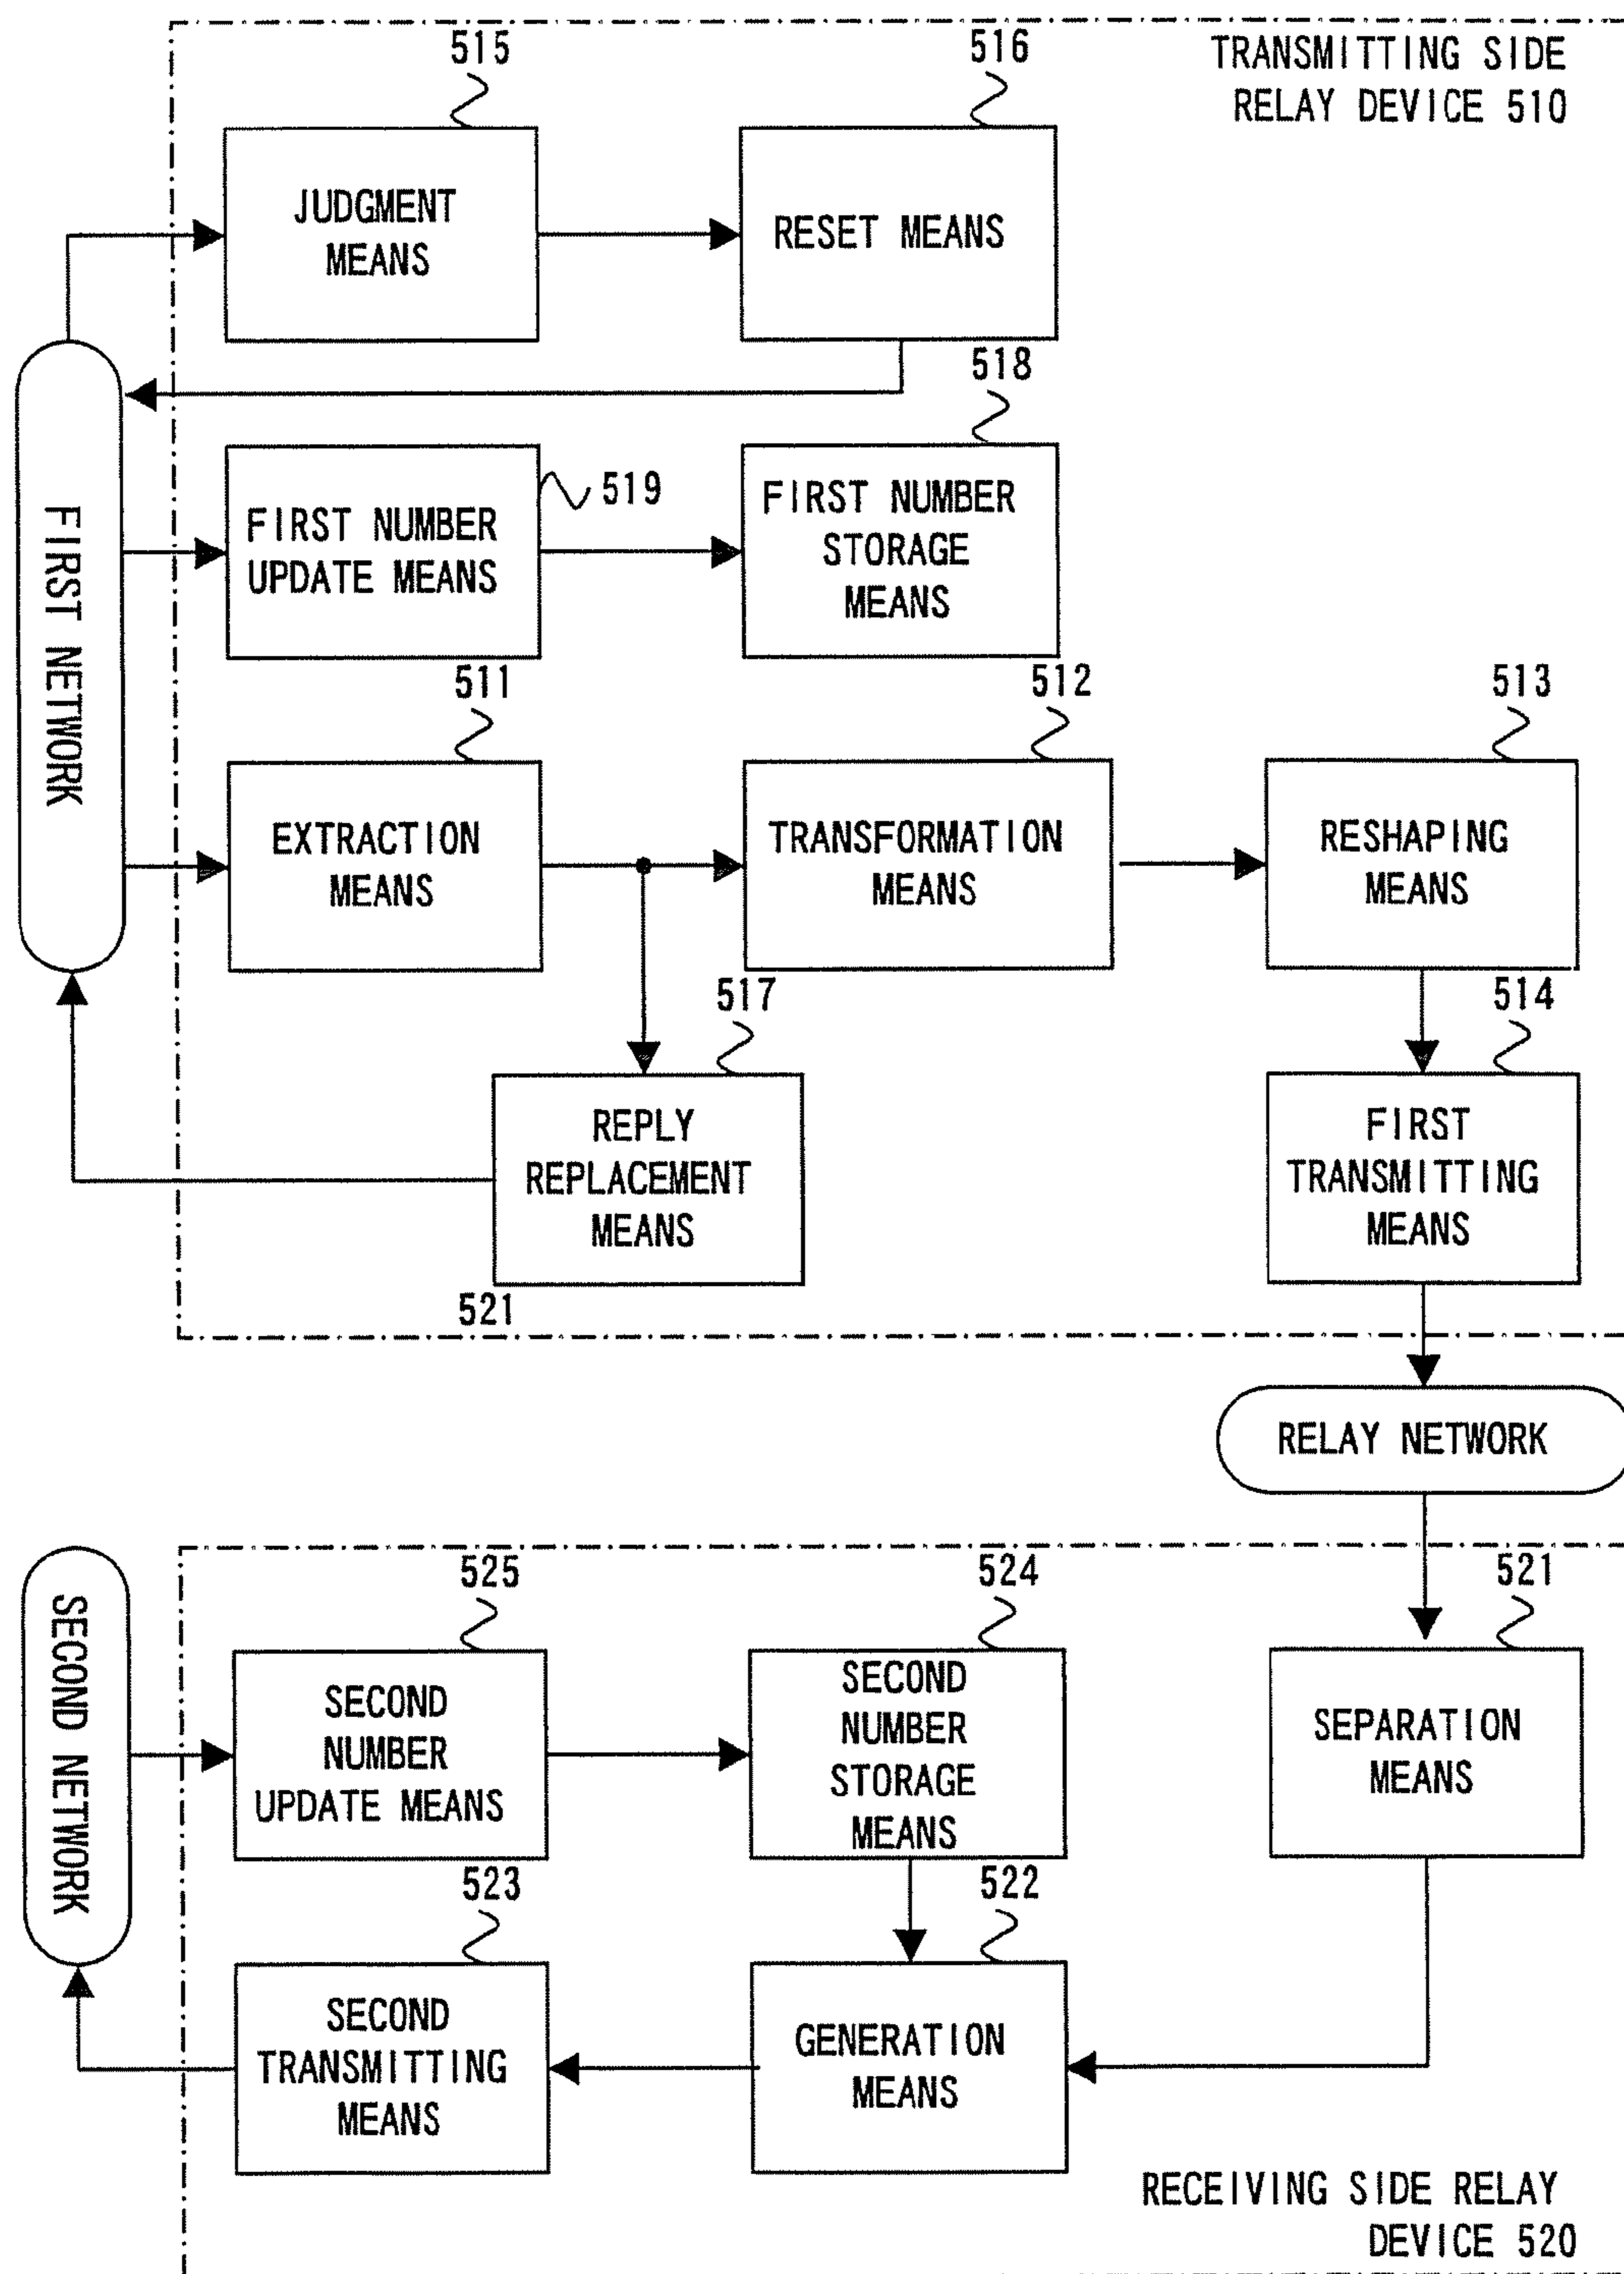 TRANSMITTING SIDE
RELAY DEVICE 510
515
516
JUDGMENT
MEANS
RESET MEANS
518
FIRST NETWORK
519
FIRST NUMBER
UPDATE MEANS
FIRST NUMBER
STORAGE
MEANS
511
512
513
EXTRACTION
MEANS
TRANSFORMATION
MEANS
RESHAPING
MEANS
517
514
REPLY
REPLACEMENT
MEANS
FIRST
TRANSMITTING
MEANS
521
RELAY NETWORK
SECOND NETWORK
525
524
521
SECOND
NUMBER
UPDATE MEANS
SECOND
NUMBER
STORAGE
MEANS
SEPARATION
MEANS
523
522
SECOND
TRANSMITTING
MEANS
GENERATION
MEANS
RECEIVING SIDE RELAY
DEVICE 520